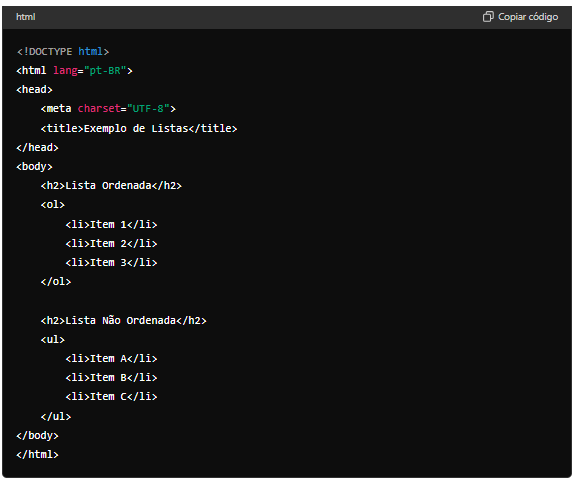 html
Copiar código
<!DOCTYPE html>
<html lang="pt-BR">
<head>
    <meta charset="UTF-8">
    <title>Exemplo de Listas</title>
</head>
<body>
    <h2>Lista Ordenada</h2>
    <ol>
        <li>Item 1</li>
        <li>Item 2</li>
        <li>Item 3</li>
    </ol>

    <h2>Lista Não Ordenada</h2>
    <ul>
        <li>Item A</li>
        <li>Item B</li>
        <li>Item C</li>
    </ul>
</body>
</html>